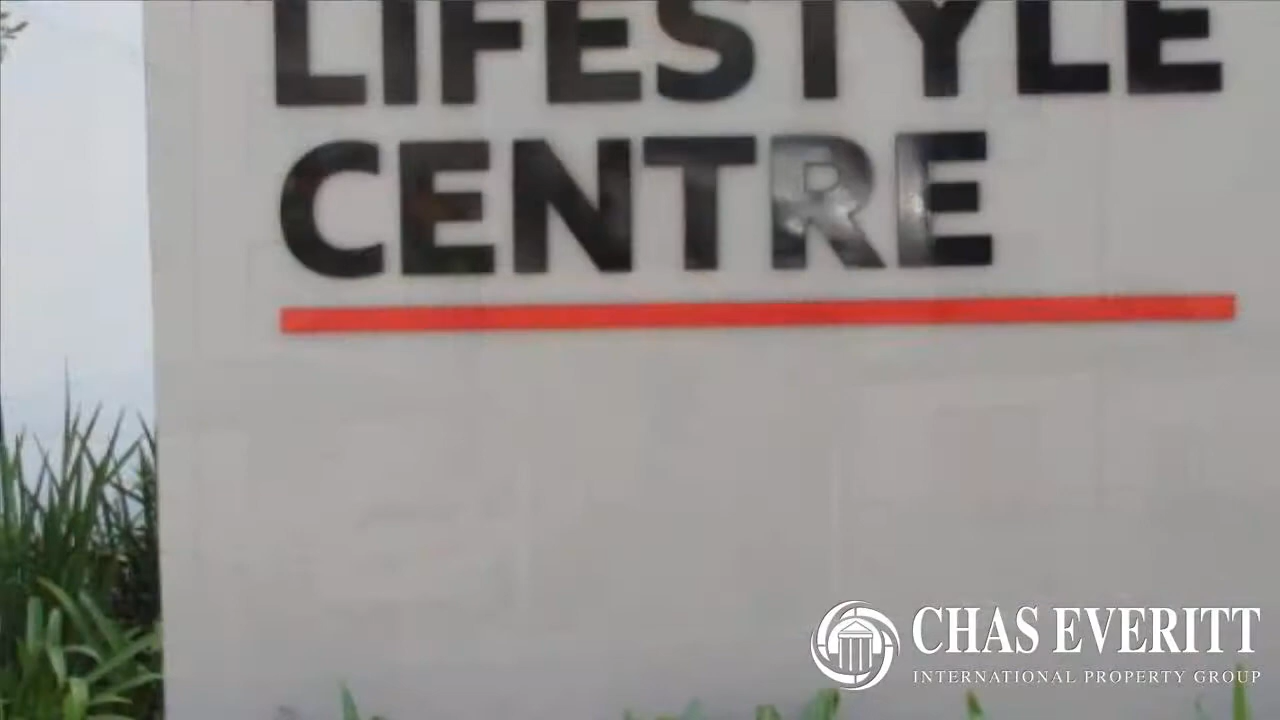 LIFESTYLE
CENTRE
CHAS EVERITT
INTERNATIONAL PROPERTY GROUP